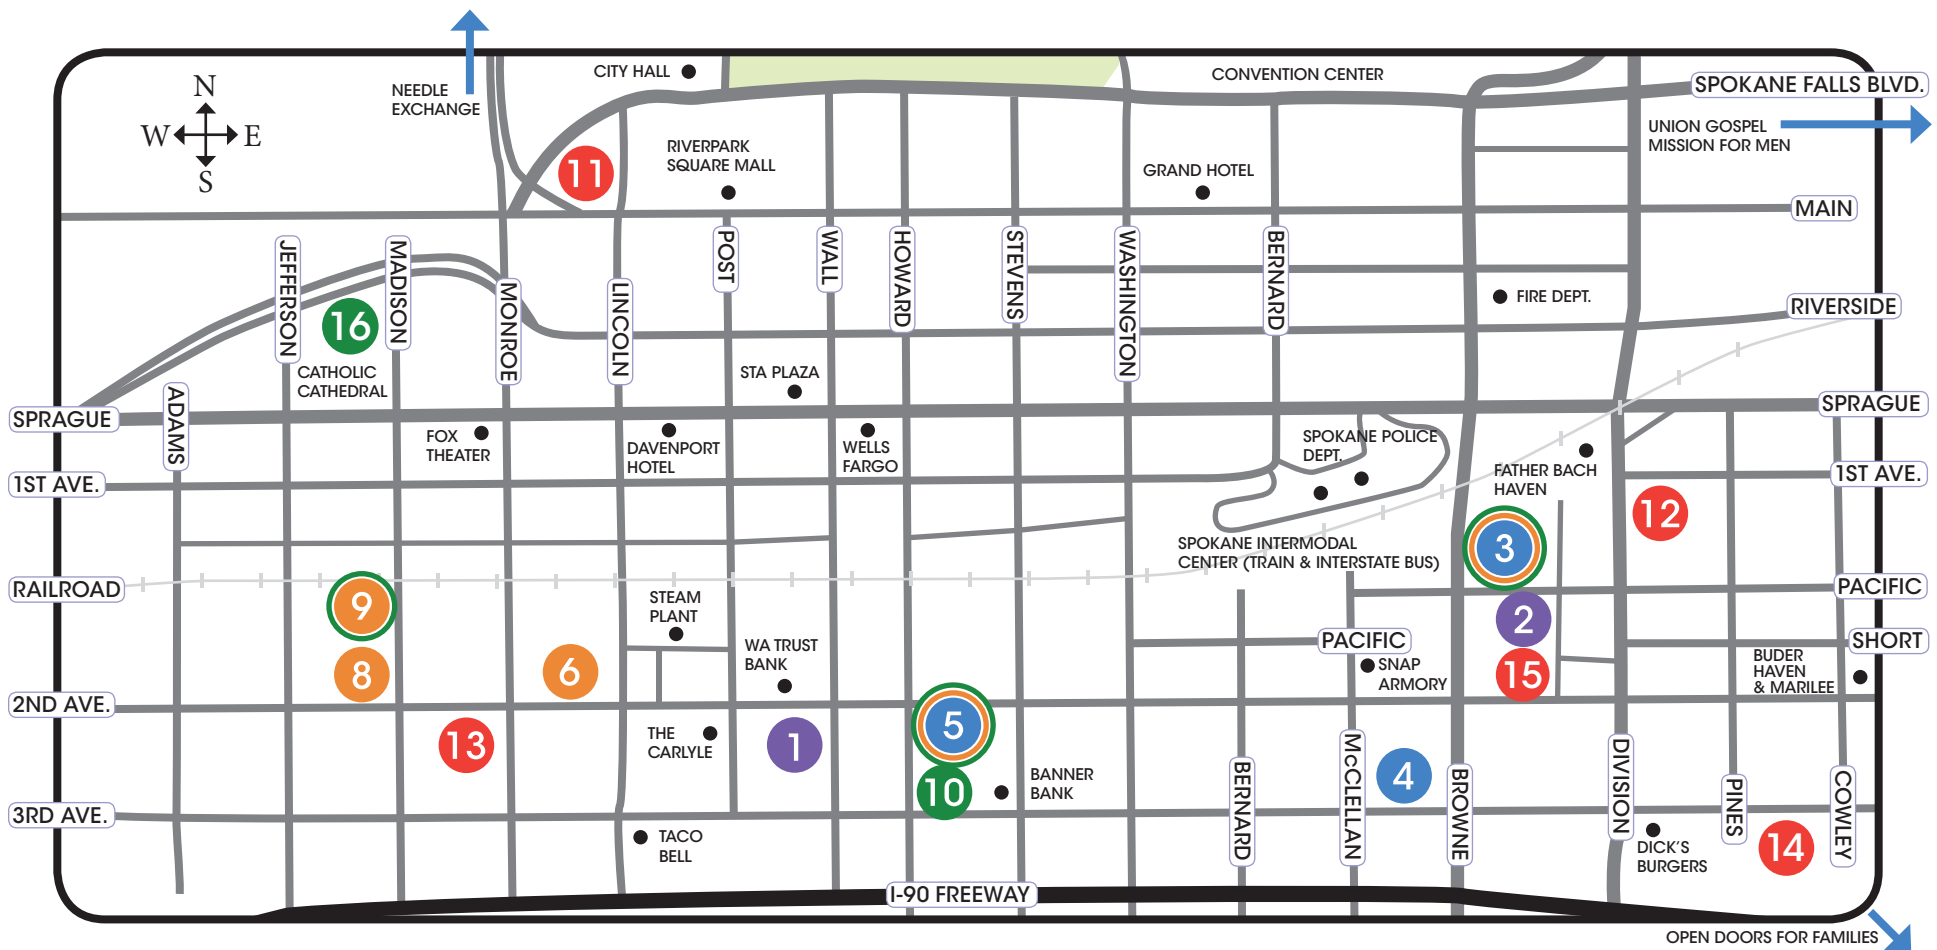 NEEDLE
EXCHANGE
CITY HALL
CONVENTION CENTER
SPOKANE FALLS BLVD.
N
W
E
S
UNION GOSPEL
MISSION FOR MEN
11
RIVERPARK
SQUARE MALL
GRAND HOTEL
MAIN
JEFFERSON
MADISON
MONROE
LINCOLN
POST
WALL
HOWARD
STEVENS
WASHINGTON
BERNARD
FIRE DEPT.
RIVERSIDE
16
CATHOLIC
CATHEDRAL
STA PLAZA
SPRAGUE
ADAMS
SPRAGUE
FOX
THEATER
DAVENPORT
HOTEL
WELLS
FARGO
SPOKANE POLICE
DEPT.
FATHER BACH
HAVEN
1ST AVE.
1ST AVE.
12
3
SPOKANE INTERMODAL
CENTER (TRAIN & INTERSTATE BUS)
RAILROAD
PACIFIC
9
STEAM
PLANT
2
8
6
WA TRUST
BANK
PACIFIC
SHORT
SNAP
ARMORY
15
BUDER
HAVEN
& MARILEE
2ND AVE.
13
THE
CARLYLE
1
5
10
BANNER
BANK
BERNARD
McCLELLAN
4
BROWNE
DIVISION
PINES
COWLEY
3RD AVE.
TACO
BELL
DICK'S
BURGERS
14
I-90 FREEWAY
OPEN DOORS FOR FAMILIES